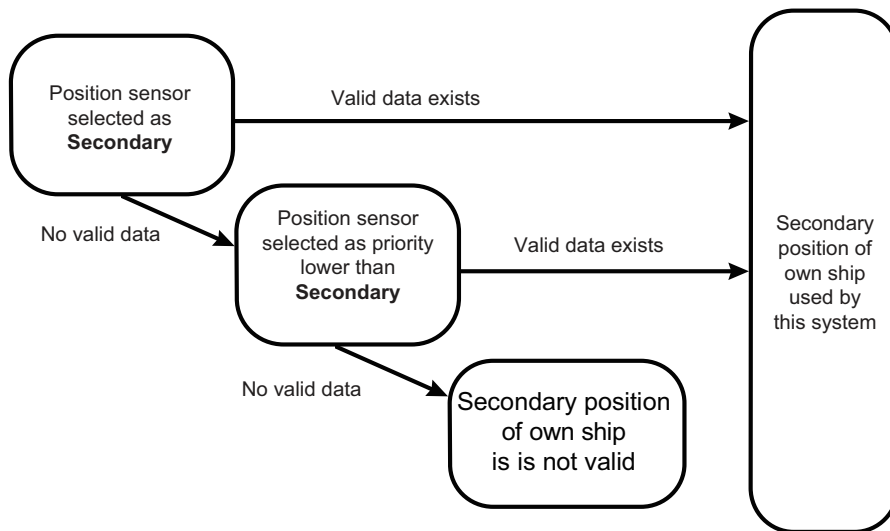 Position sensor
selected as
Secondary
Valid data exists
No valid data
Position sensor
selected as priority
lower than
Secondary
Valid data exists
No valid data
Secondary position
of own ship
is is not valid
Secondary
position of
own ship
used by
this system